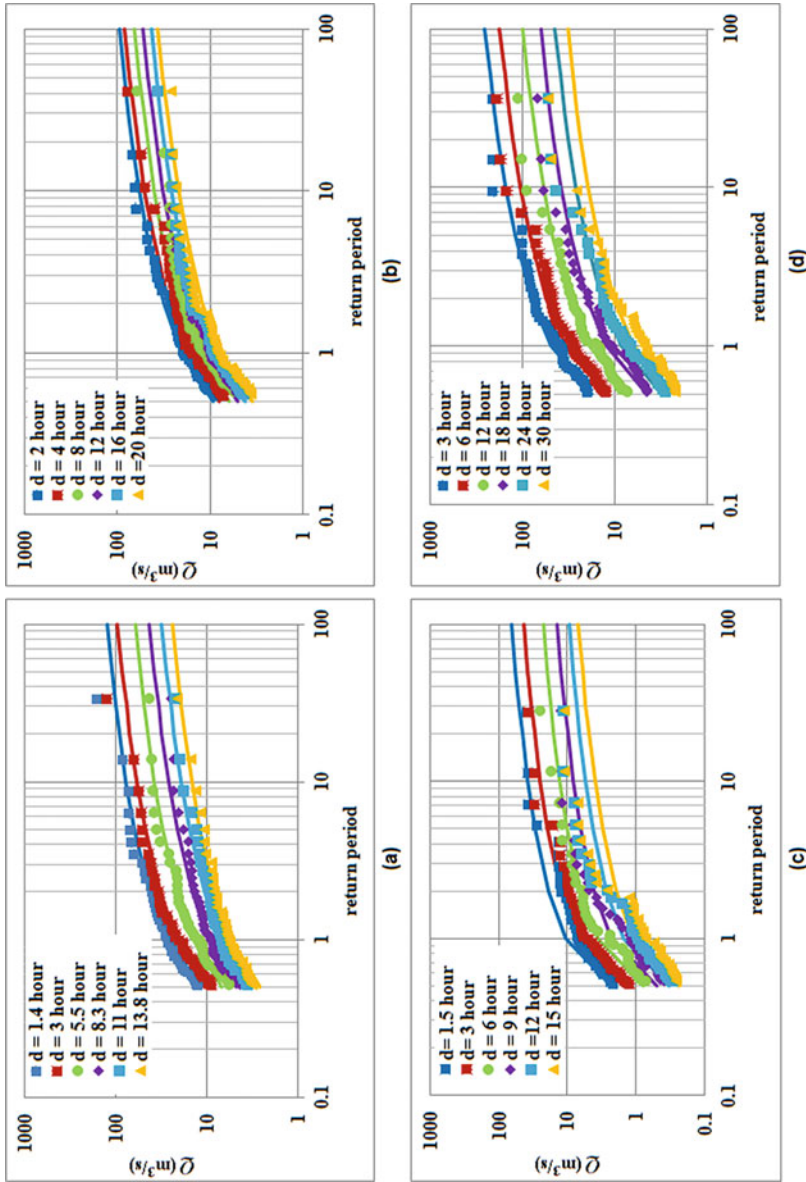 1000
100
10
1
Q (m³/s)
d = 1.4 hour
d = 3 hour
d = 5.5 hour
d = 8.3 hour
d = 11 hour
d = 13.8 hour
0.1
1
10
100
return period
(a)
1000
100
10
1
Q (m³/s)
d = 2 hour
d = 4 hour
d = 8 hour
d = 12 hour
d = 16 hour
d =20 hour
0.1
1
10
100
return period
(b)
1000
100
10
1
0.1
Q (m³/s)
d= 1.5 hour
d = 3 hour
d = 6 hour
d = 9 hour
d =12 hour
d = 15 hour
0.1
1
10
100
return period
(c)
1000
100
10
1
Q (m³/s)
d = 3 hour
d = 6 hour
d = 12 hour
d = 18 hour
d = 24 hour
d = 30 hour
0.1
1
10
100
return period
(d)